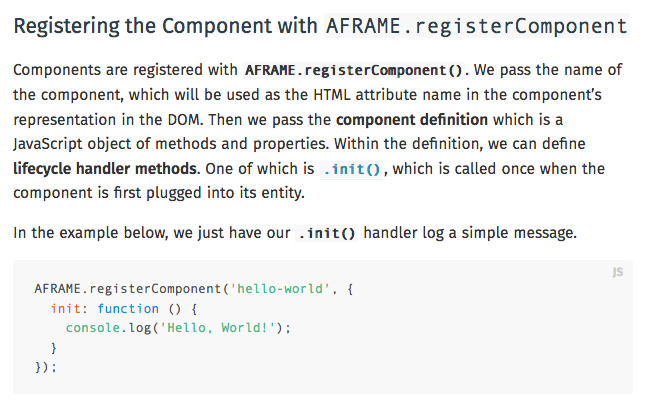 Registering the Component with AFRAME.registerComponent
Components are registered with AFRAME.registerComponent(). We pass the name of
the component, which will be used as the HTML attribute name in the component's
representation in the DOM. Then we pass the component definition which is a
JavaScript object of methods and properties. Within the definition, we can define
lifecycle handler methods. One of which is .init(), which is called once when the
component is first plugged into its entity.
In the example below, we just have our .init() handler log a simple message.
JS
AFRAME.registerComponent('hello-world', {
  init: function () {
    console.log('Hello, World!');
  }
});